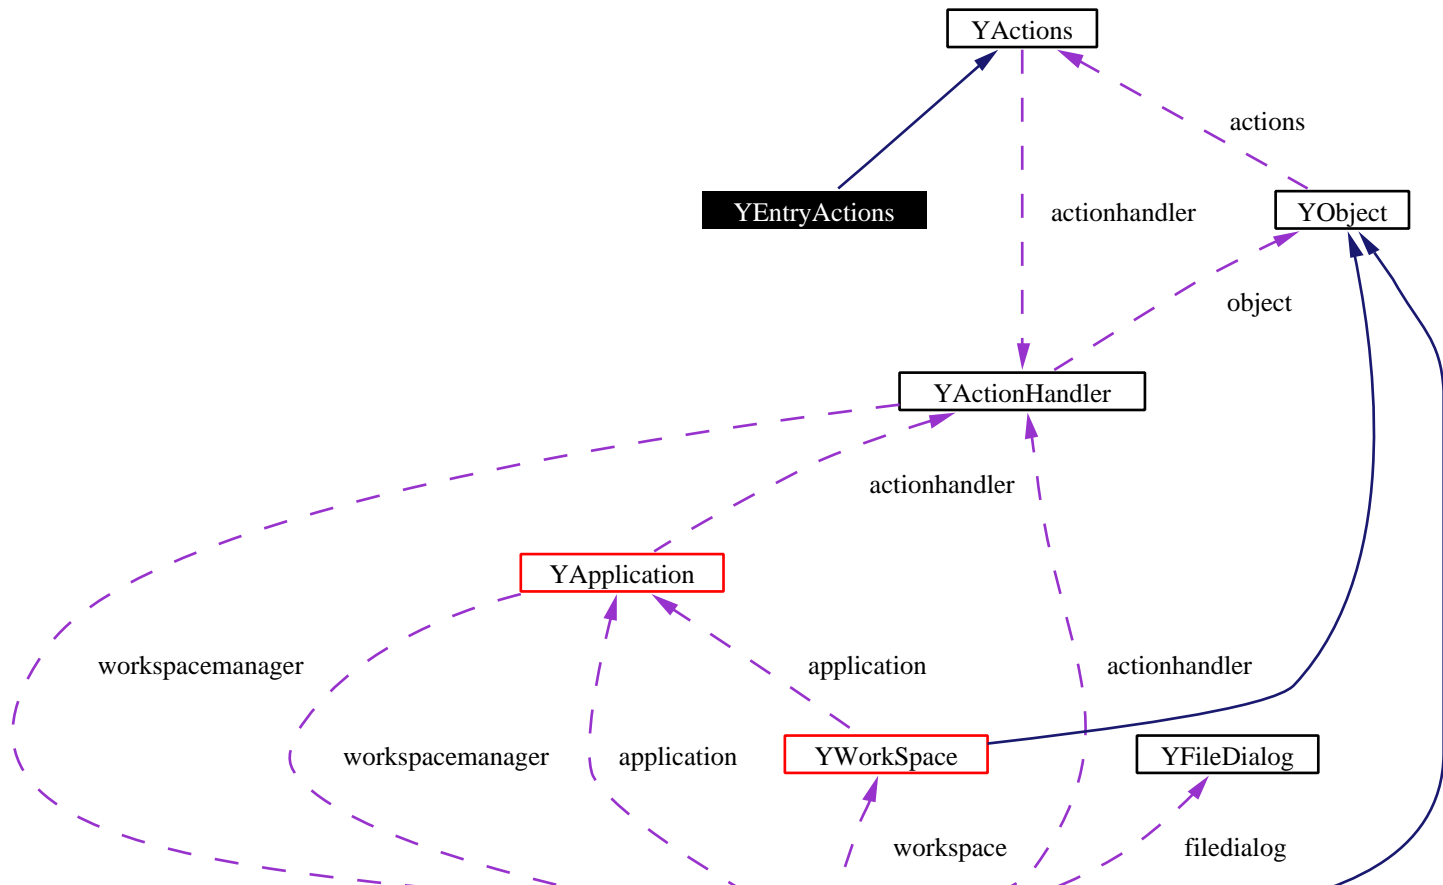 YActions
actions
YEntryActions
actionhandler
YObject
object
YActionHandler
actionhandler
YApplication
workspacemanager
application
actionhandler
workspacemanager
application
YWorkSpace
YFileDialog
workspace
filedialog